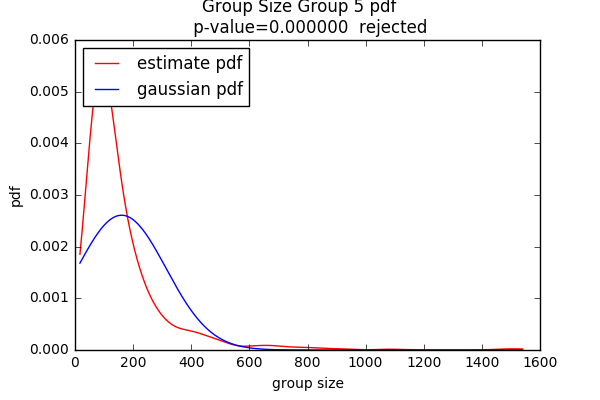 Group Size Group 5 pdf
p-value=0.000000  rejected
0.006
0.005
0.004
0.003
0.002
0.001
0.000
pdf
estimate pdf
gaussian pdf
0 200 400 600 800 1000 1200 1400 1600
group size